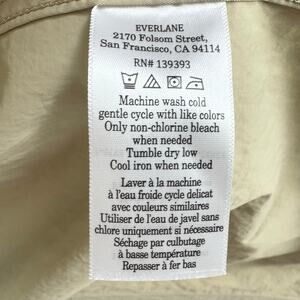 EVERLANE
2170 Folsom Street,
San Francisco, CA 94114
RN# 139393
Machine wash cold
gentle cycle with like colors
Only non-chlorine bleach
when needed
Tumble dry low
Cool iron when needed
Laver à la machine
à l'eau froide cycle delicat
avec couleurs similaires
Utiliser de l'eau de javel sans
chlore uniquement si nécessaire
Séchage par culbutage
à basse température
Repasser à fer bas